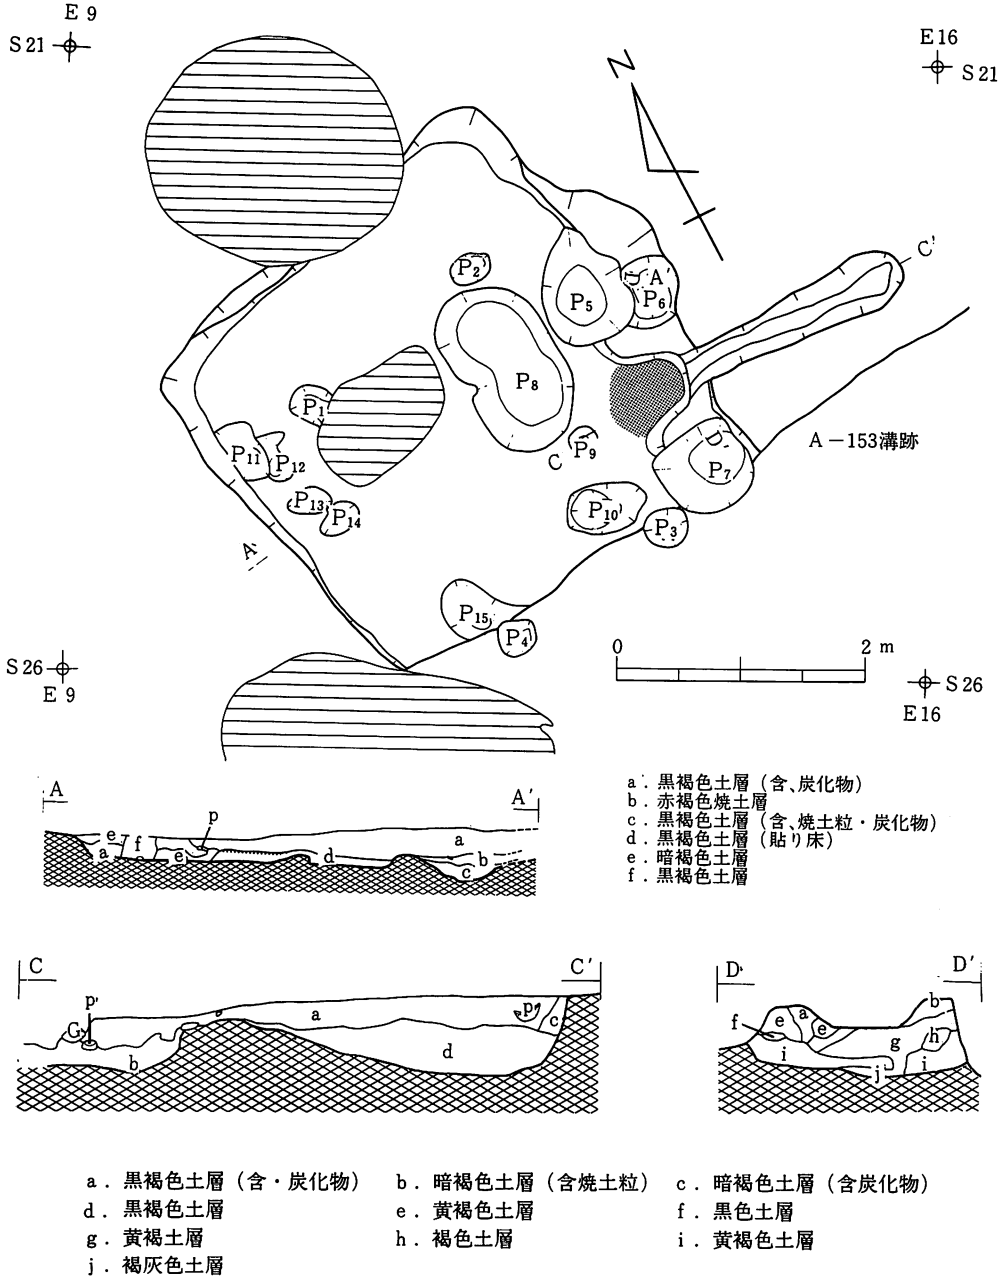 E 9
S 21
E 16
S 21
N
C'
P2
A'
D
P5
P6
P8
P1
P9
C
D'
P7
A－153溝跡
P11
P12
P13
P14
P10
P3
A
P15
P4
0 2 m
S 26
E 9
S 26
E 16
A
A'
p
e
f
a
e
d
a
b
c
a . 黒褐色土層（含､炭化物）
b . 赤褐色焼土層
c . 黒褐色土層（含､焼土粒・炭化物）
d . 黒褐色土層（貼り床）
e . 暗褐色土層
f . 黒褐色土層
C
C'
p
G
b
a
p
c
d
D
D'
f
e
a
e
b
g
h
i
j
i
a . 黒褐色土層（含・炭化物） b . 暗褐色土層（含焼土粒） c . 暗褐色土層（含炭化物）
d . 黒褐色土層 e . 黄褐色土層 f . 黒色土層
g . 黄褐土層 h . 褐色土層 i . 黄褐色土層
j . 褐灰色土層